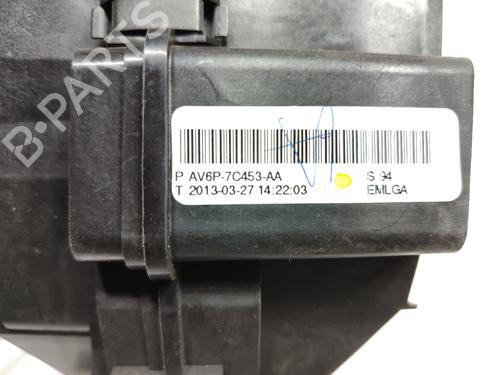 B-PARTS
P AV6P-7C453-AA S 94
T 2013-03-27 14:22:03 EMLGA